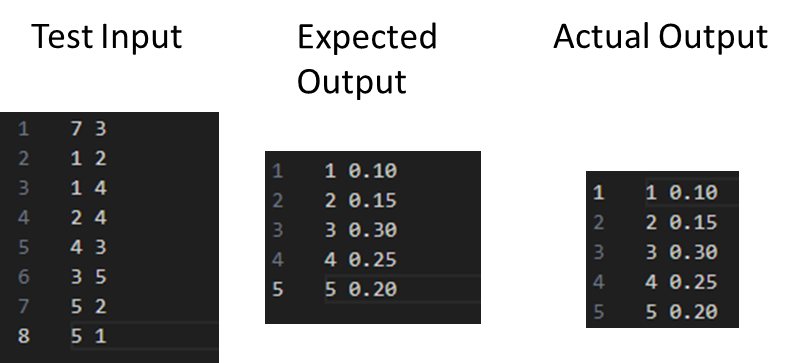 Test Input
Expected
Output
Actual Output
1 7 3
2 1 2
3 1 4
4 2 4
5 4 3
6 3 5
7 5 2
8 5 1
1 1 0.10
2 2 0.15
3 3 0.30
4 4 0.25
5 5 0.20
1 1 0.10
2 2 0.15
3 3 0.30
4 4 0.25
5 5 0.20